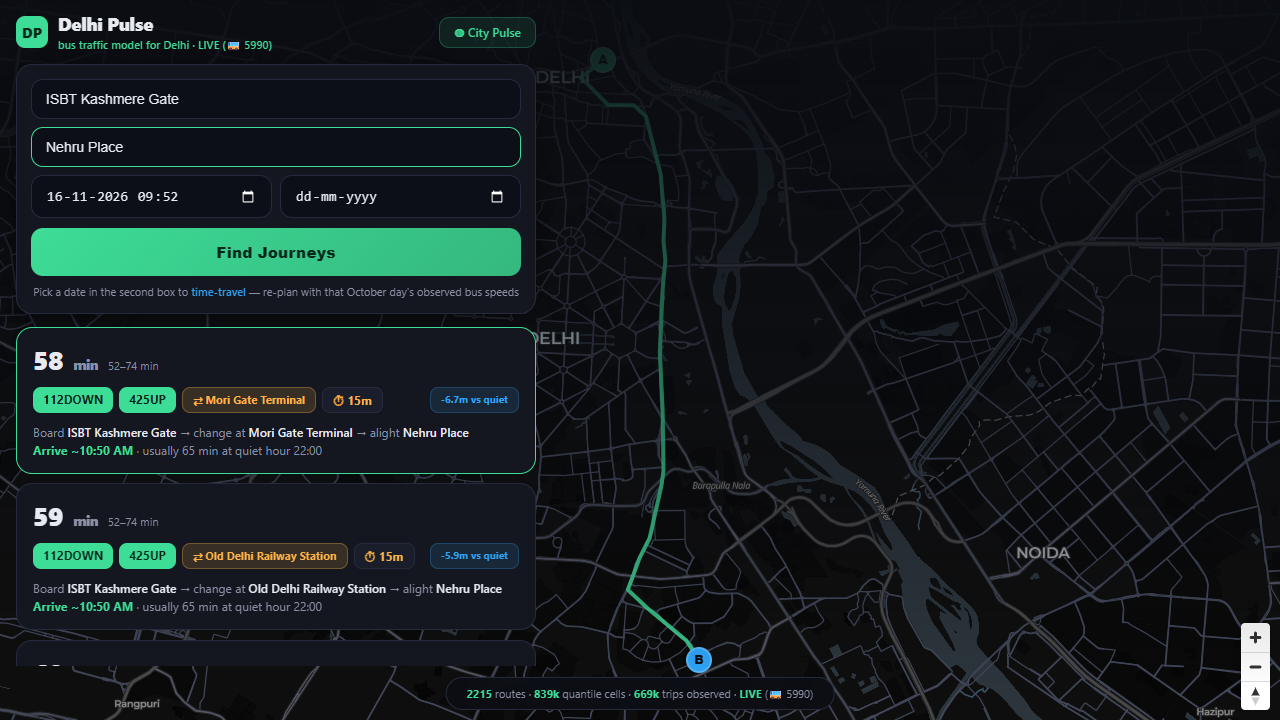 DP
Delhi Pulse
bus traffic model for Delhi · LIVE (🚌 5990)
City Pulse
ISBT Kashmere Gate
Nehru Place
16-11-2026 09:52
dd-mm-yyyy
Find Journeys
Pick a date in the second box to time-travel — re-plan with that October day's observed bus speeds
58 min 52–74 min
112DOWN 425UP ⇄ Mori Gate Terminal ⏱ 15m -6.7m vs quiet
Board ISBT Kashmere Gate → change at Mori Gate Terminal → alight Nehru Place
Arrive ~10:50 AM · usually 65 min at quiet hour 22:00
59 min 52–74 min
112DOWN 425UP ⇄ Old Delhi Railway Station ⏱ 15m -5.9m vs quiet
Board ISBT Kashmere Gate → change at Old Delhi Railway Station → alight Nehru Place
Arrive ~10:50 AM · usually 65 min at quiet hour 22:00
A
DELHI
Yamuna River
DELHI
Barapulla Nala
Yamuna River
NOIDA
B
Rangpuri
2215 routes · 839k quantile cells · 669k trips observed · LIVE (🚌 5990)
Hazipur